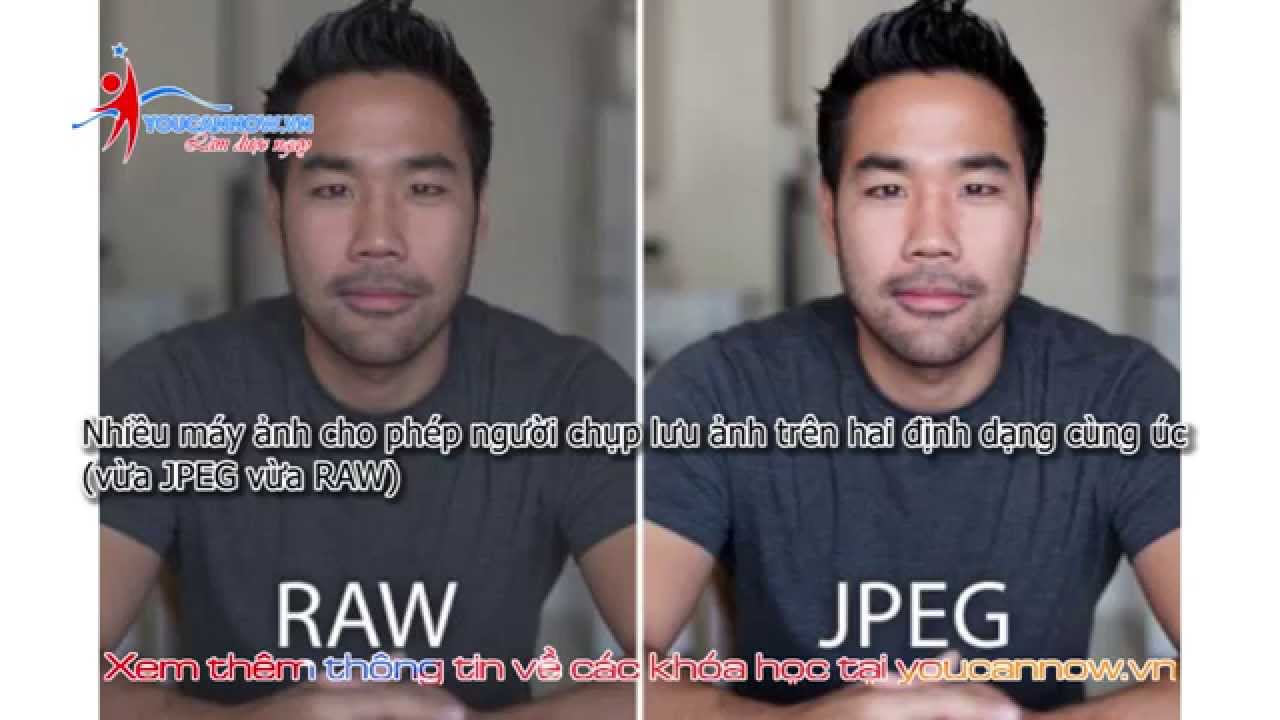 YOUCANNOW.VN
Làm được ngay
Nhiều máy ảnh cho phép người chụp lưu ảnh trên hai định dạng cùng úc
(vừa JPEG vừa RAW)
RAW
JPEG
Xem thêm thông tin về các khóa học tại youcannow.vn